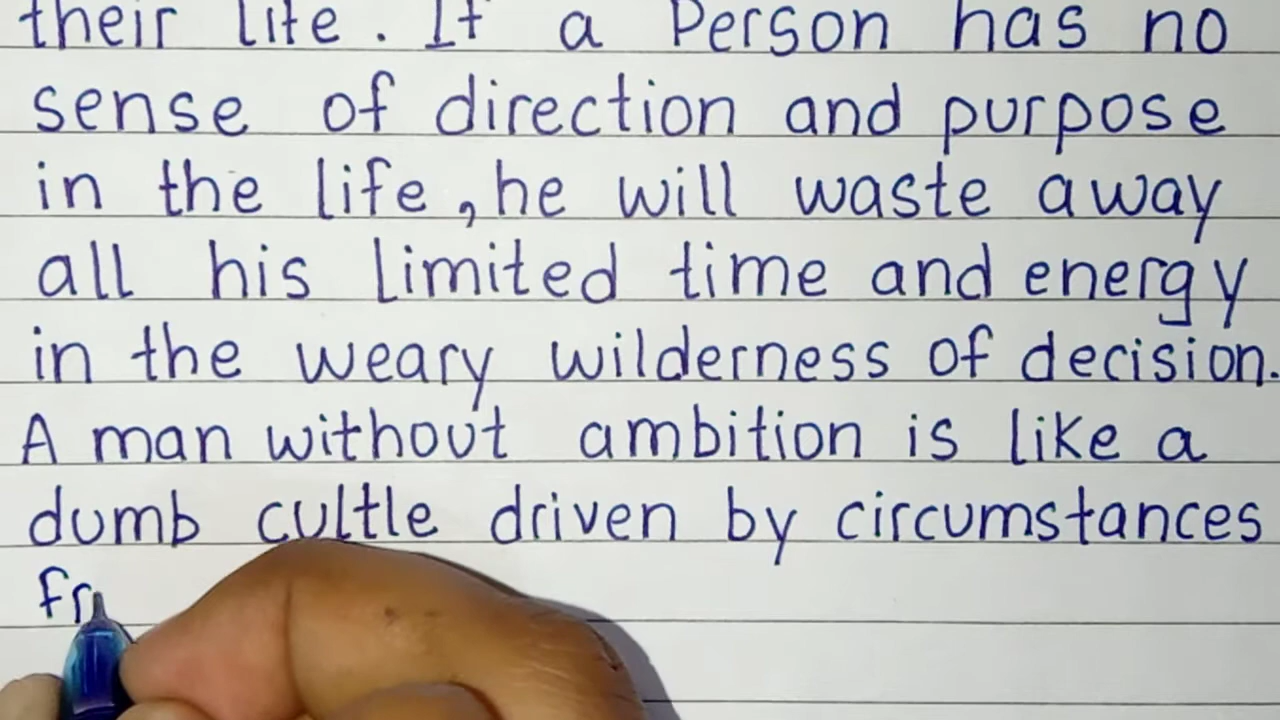 their life. If a Person has no
sense of direction and purpose
in the life, he will waste away
all his limited time and energy
in the weary wilderness of decision.
A man without ambition is like a
dumb cultle driven by circumstances
fr